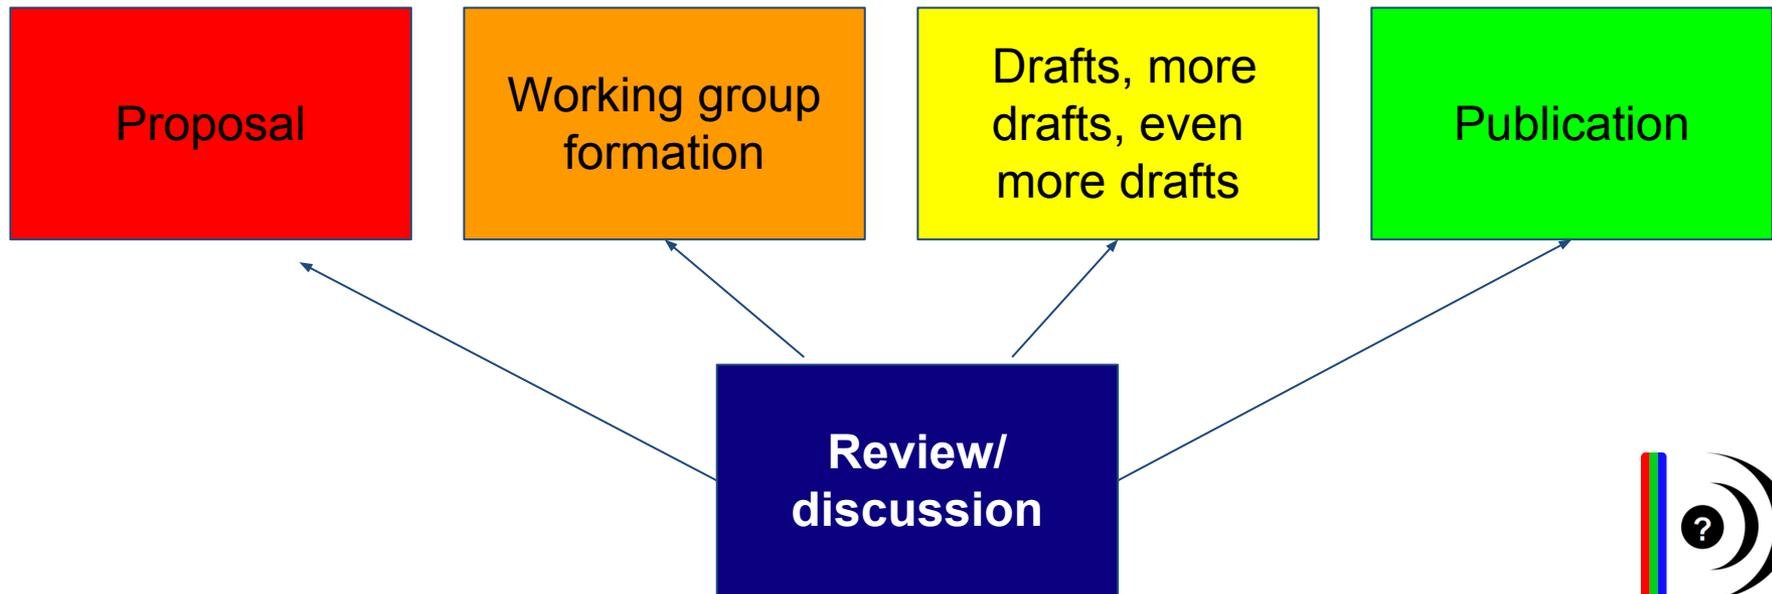 Proposal
Working group
formation
Drafts, more
drafts, even
more drafts
Publication
Review/
discussion
?